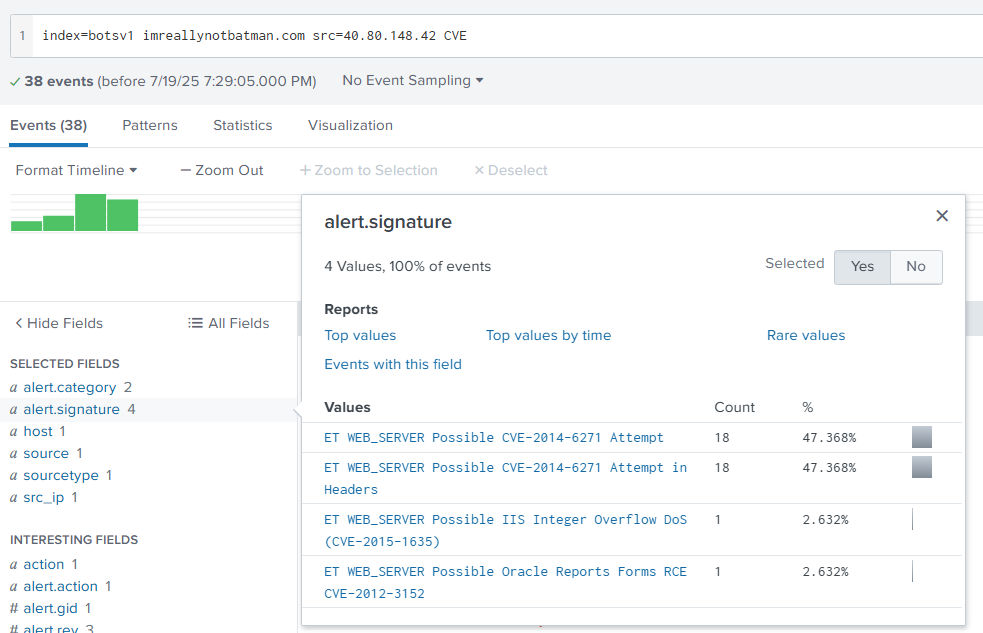 1 index=botsv1 imreallynotbatman.com src=40.80.148.42 CVE
38 events (before 7/19/25 7:29:05.000 PM) No Event Sampling
Events (38) Patterns Statistics Visualization
Format Timeline — Zoom Out + Zoom to Selection × Deselect
alert.signature
4 Values, 100% of events Selected Yes No
Reports
Top values Top values by time Rare values
Events with this field
Values Count %
ET WEB_SERVER Possible CVE-2014-6271 Attempt 18 47.368%
ET WEB_SERVER Possible CVE-2014-6271 Attempt in 18 47.368%
Headers
ET WEB_SERVER Possible IIS Integer Overflow DoS 1 2.632%
(CVE-2015-1635)
ET WEB_SERVER Possible Oracle Reports Forms RCE 1 2.632%
CVE-2012-3152
< Hide Fields All Fields
SELECTED FIELDS
a alert.category 2
a alert.signature 4
a host 1
a source 1
a sourcetype 1
a src_ip 1
INTERESTING FIELDS
a action 1
a alert.action 1
# alert.gid 1
# alert.rev 3